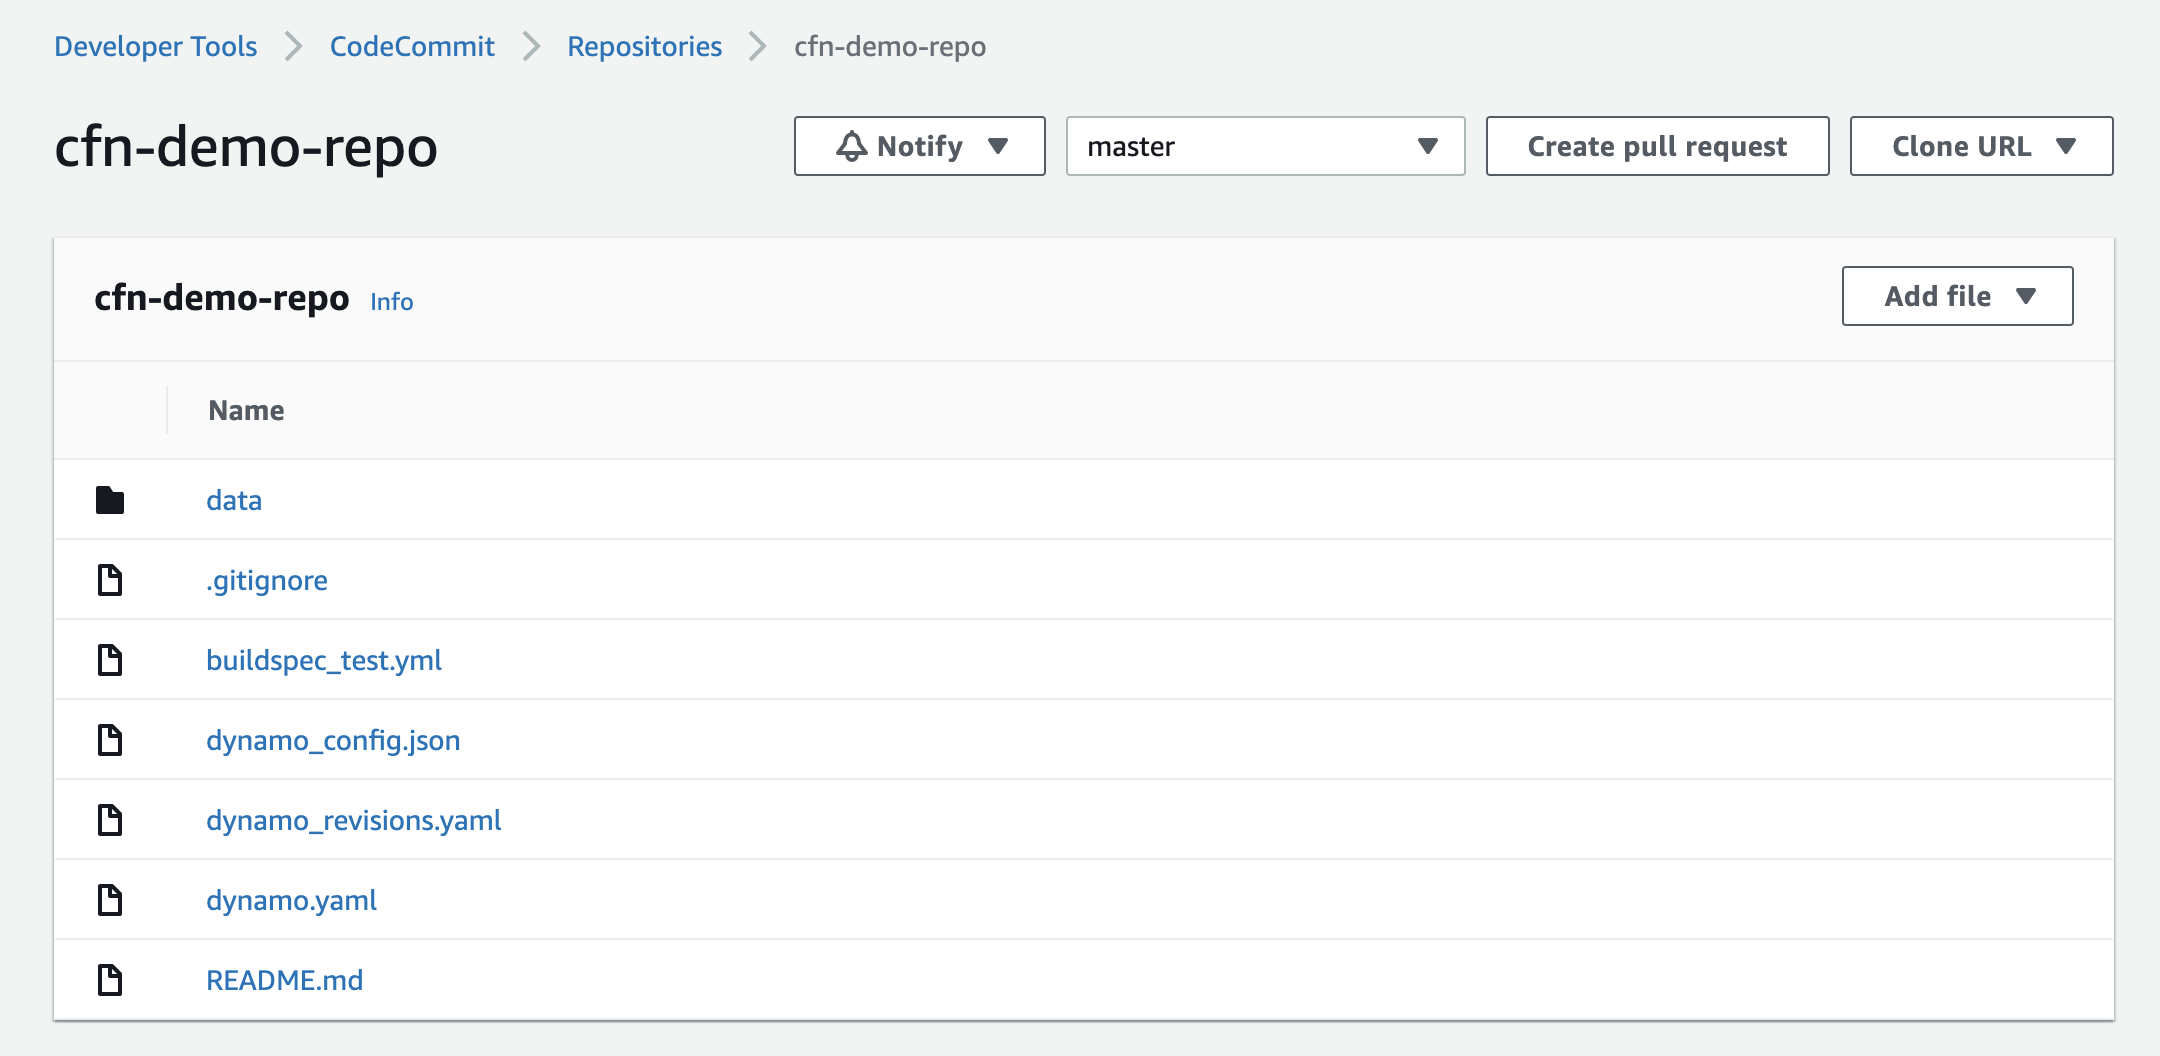 Developer Tools CodeCommit Repositories cfn-demo-repo
cfn-demo-repo Notify master Create pull request Clone URL
cfn-demo-repo Info Add file
Name
data
.gitignore
buildspec_test.yml
dynamo_config.json
dynamo_revisions.yaml
dynamo.yaml
README.md